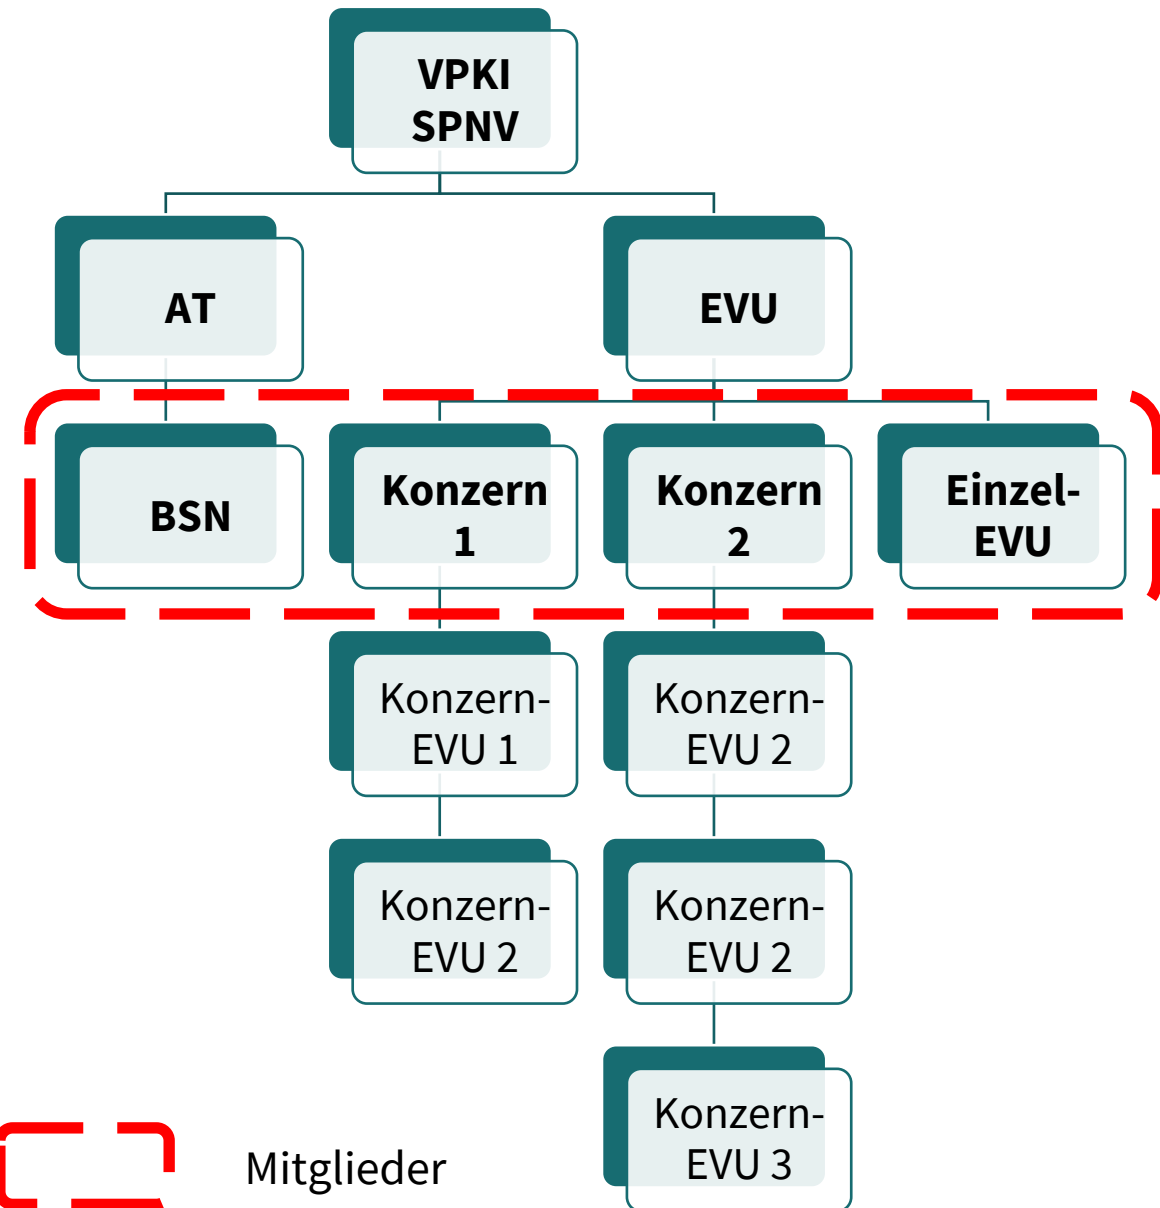 VPKI
SPNV
AT
EVU
BSN
Konzern
1
Konzern
2
Einzel-
EVU
Konzern-
EVU 1
Konzern-
EVU 2
Konzern-
EVU 2
Konzern-
EVU 2
Konzern-
EVU 3
Mitglieder